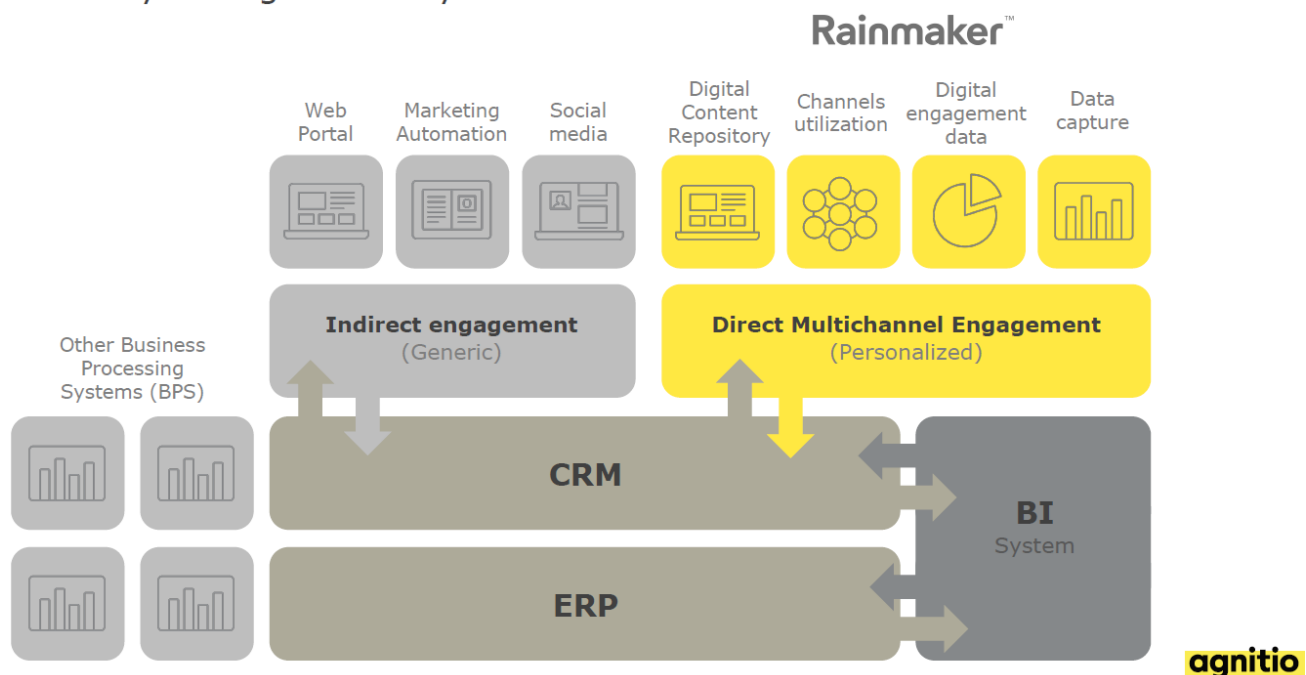 Rainmaker™
Web
Portal
Marketing
Automation
Social
media
Digital
Content
Repository
Channels
utilization
Digital
engagement
data
Data
capture
Indirect engagement
(Generic)
Direct Multichannel Engagement
(Personalized)
Other Business
Processing
Systems (BPS)
CRM
BI
System
ERP
agnitio